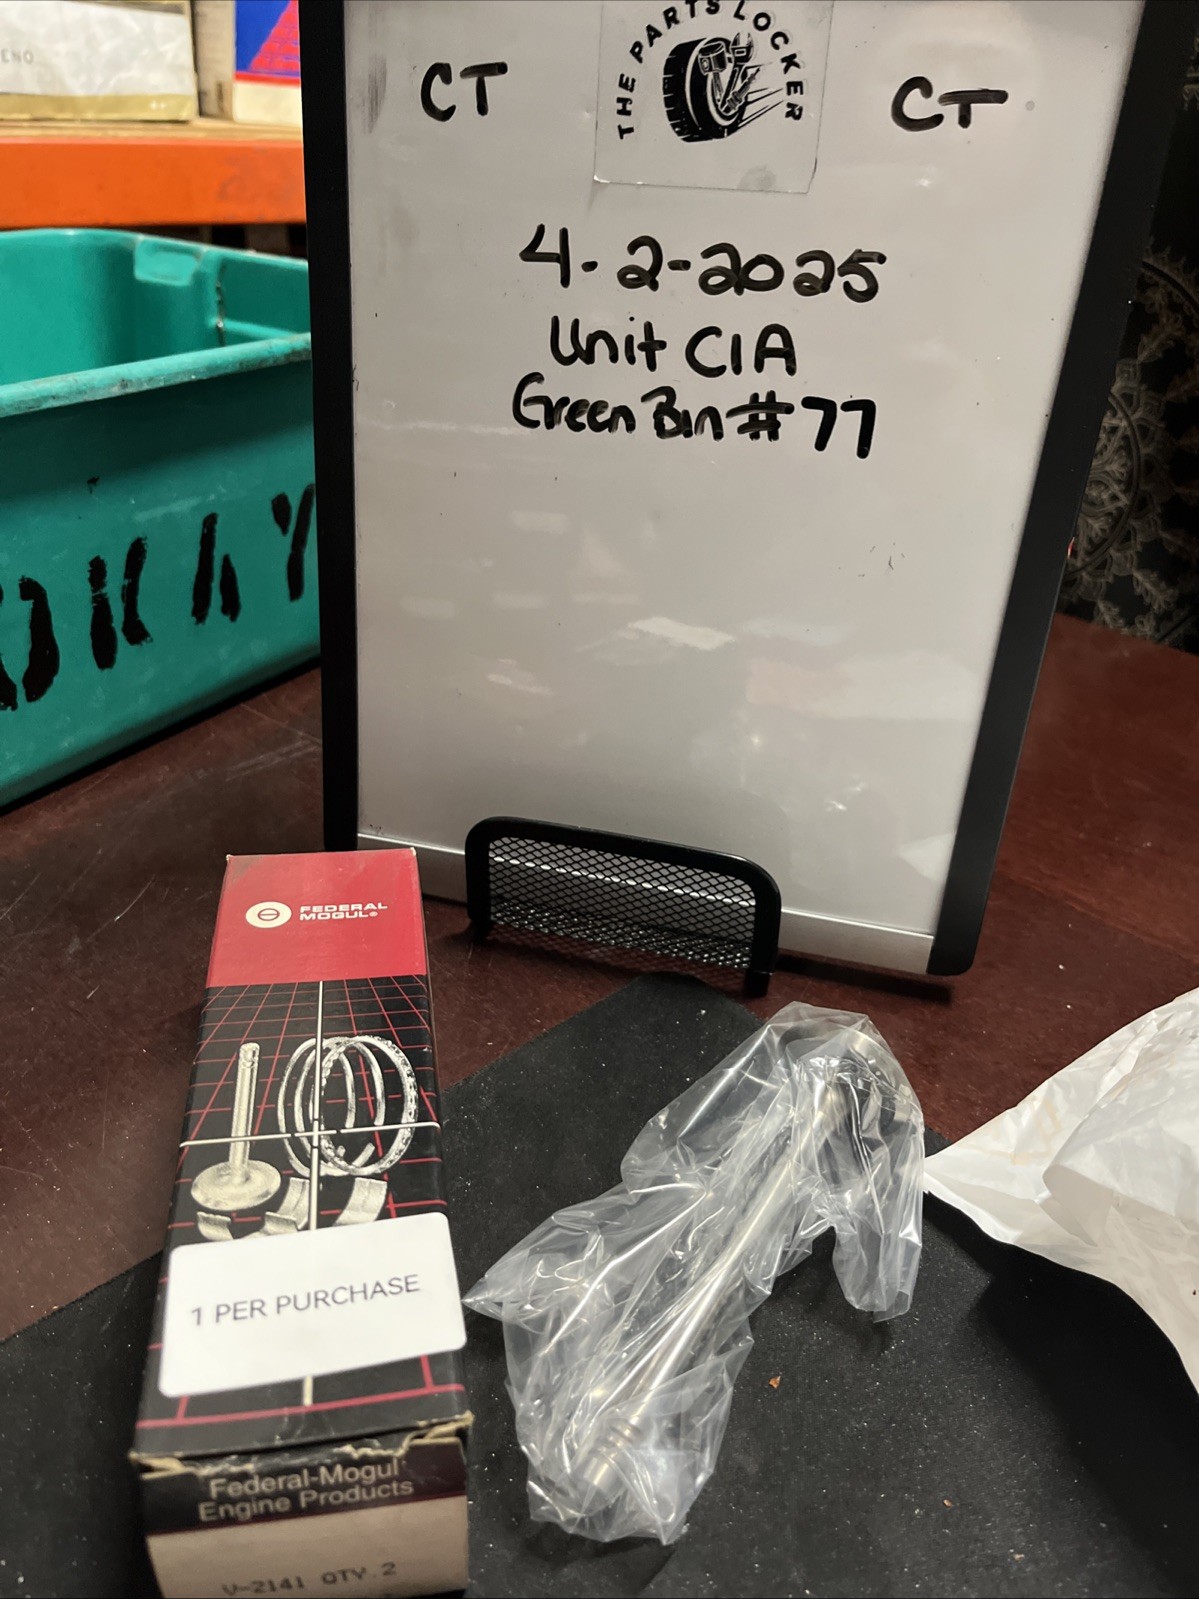 ENO
THE PARTS LOCKER
CT
CT
4-2-2025
Unit C1A
Green Bin #77
FEDERAL
MOGUL®
1 PER PURCHASE
Federal-Mogul
Engine Products
V-2141 QTY. 2